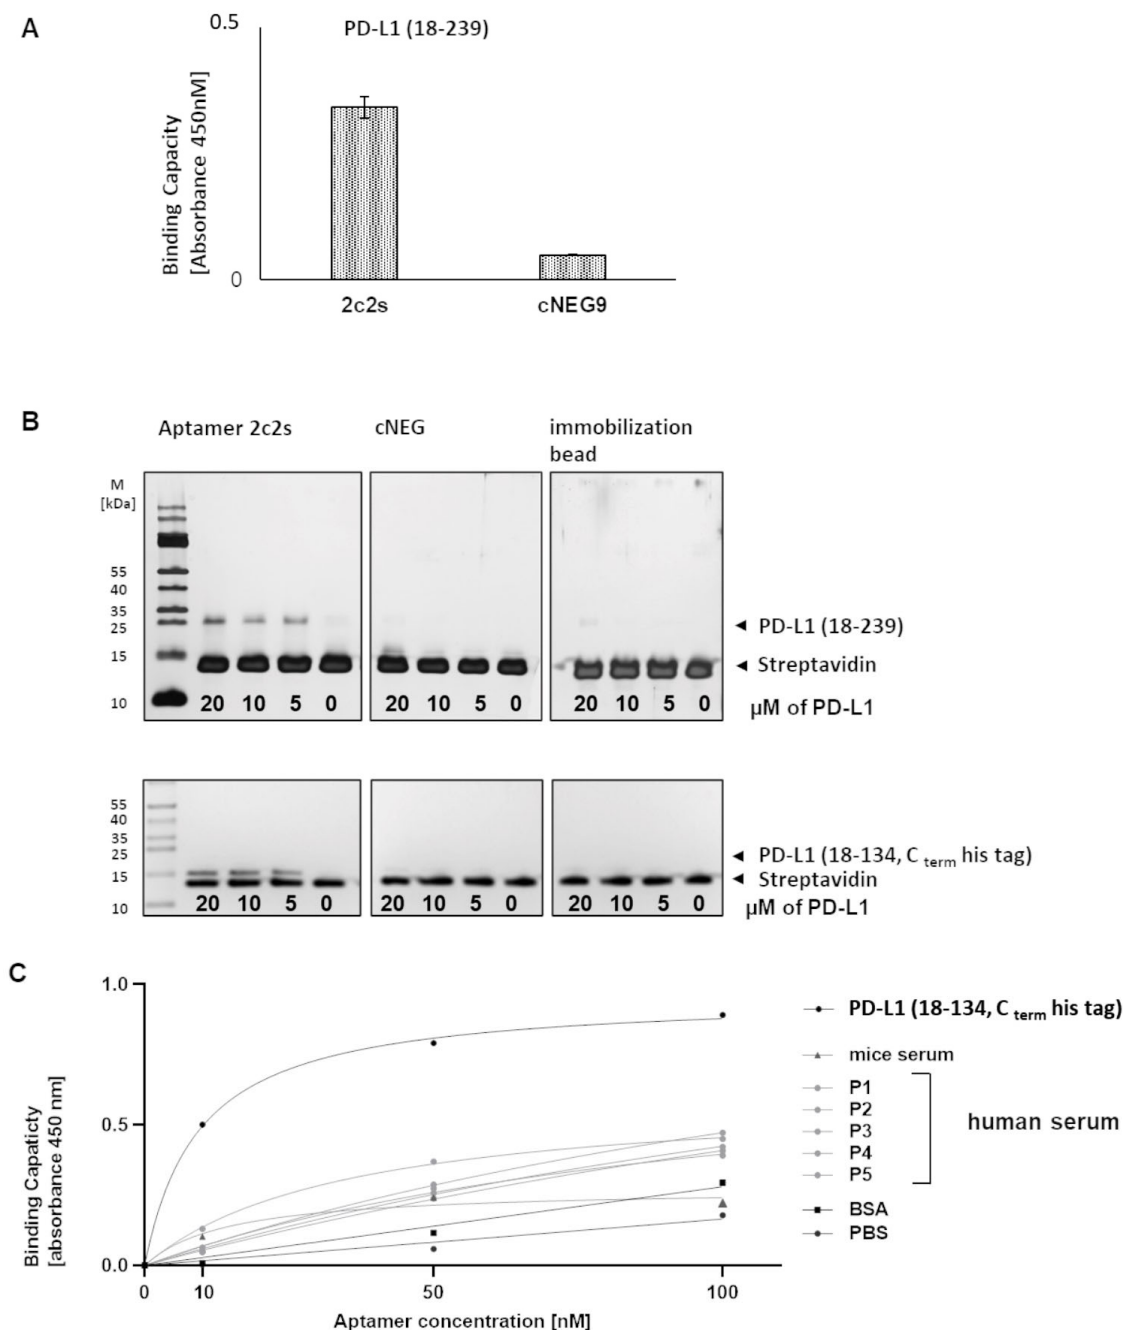 A
0.5
PD-L1 (18-239)
Binding Capacity
[Absorbance 450nM]
0
2c2s
cNEG9
B
Aptamer 2c2s
cNEG
immobilization
bead
M
[kDa]
55
40
35
25
15
10
PD-L1 (18-239)
Streptavidin
20 10 5 0
20 10 5 0
20 10 5 0
µM of PD-L1
55
40
35
25
15
10
PD-L1 (18-134, C term his tag)
Streptavidin
20 10 5 0
20 10 5 0
20 10 5 0
µM of PD-L1
C
1.0
0.5
0.0
Binding Capaticty
[absorbance 450 nm]
0 10 50 100
Aptamer concentration [nM]
PD-L1 (18-134, C term his tag)
mice serum
P1
P2
P3
P4
P5
human serum
BSA
PBS